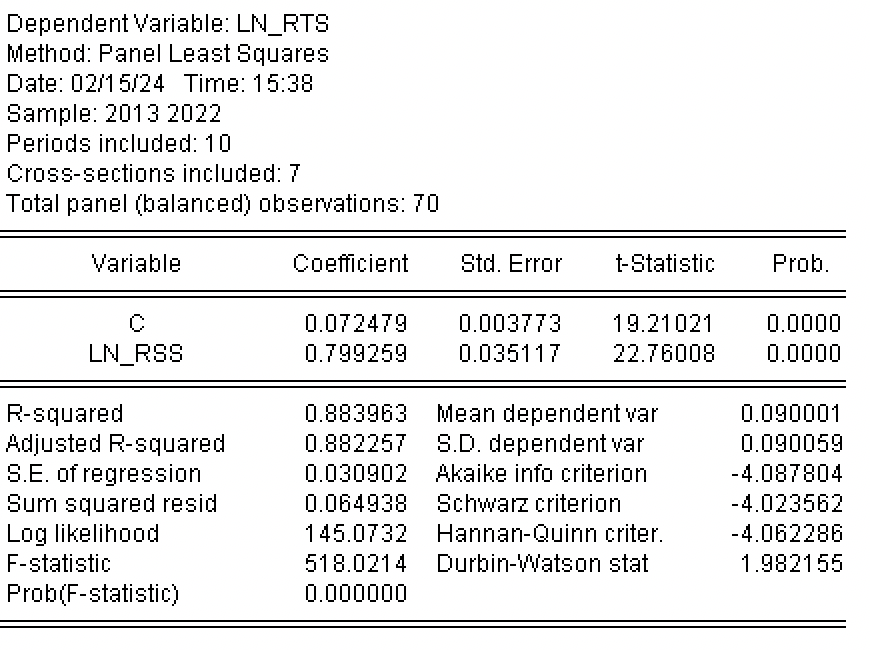 Dependent Variable: LN_RTS
Method: Panel Least Squares
Date: 02/15/24 Time: 15:38
Sample: 2013 2022
Periods included: 10
Cross-sections included: 7
Total panel (balanced) observations: 70
Variable Coefficient Std. Error t-Statistic Prob.
C 0.072479 0.003773 19.21021 0.0000
LN_RSS 0.799259 0.035117 22.76008 0.0000
R-squared 0.883963 Mean dependent var 0.090001
Adjusted R-squared 0.882257 S.D. dependent var 0.090059
S.E. of regression 0.030902 Akaike info criterion -4.087804
Sum squared resid 0.064938 Schwarz criterion -4.023562
Log likelihood 145.0732 Hannan-Quinn criter. -4.062286
F-statistic 518.0214 Durbin-Watson stat 1.982155
Prob(F-statistic) 0.000000